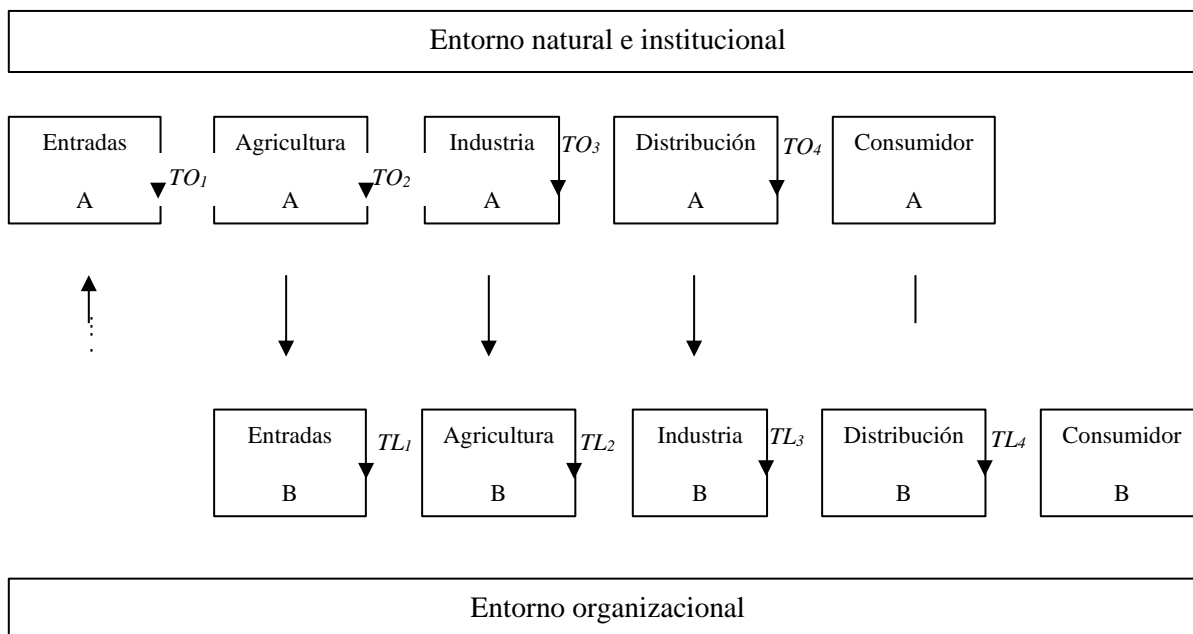 Entorno natural e institucional
Entradas Agricultura Industria TO3 Distribución TO4 Consumidor
TO1 TO2
A A A A A
Entradas TL1 Agricultura TL2 Industria TL3 Distribución TL4 Consumidor
B B B B B
Entorno organizacional